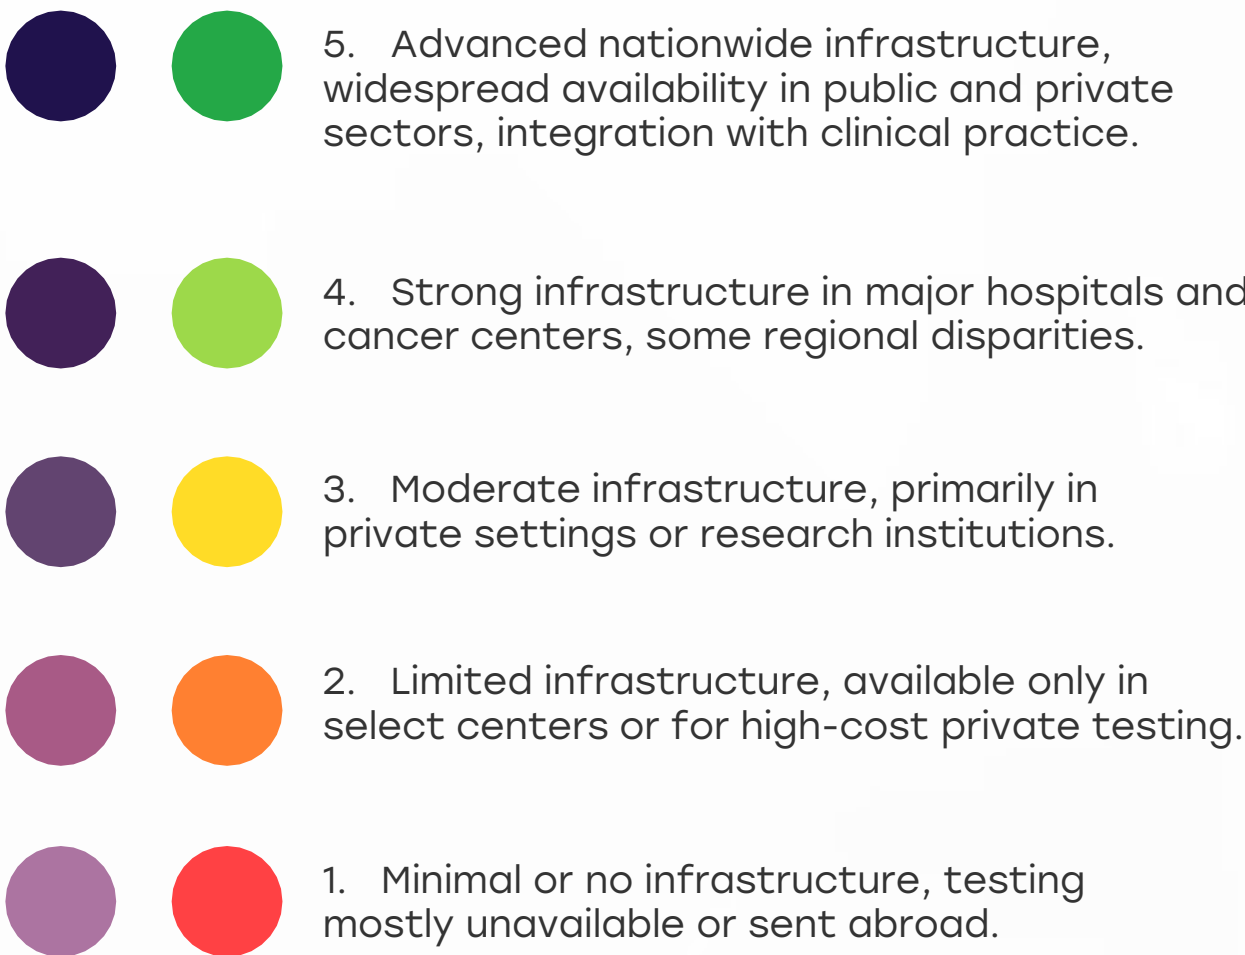 5. Advanced nationwide infrastructure,
widespread availability in public and private
sectors, integration with clinical practice.
4. Strong infrastructure in major hospitals and
cancer centers, some regional disparities.
3. Moderate infrastructure, primarily in
private settings or research institutions.
2. Limited infrastructure, available only in
select centers or for high-cost private testing.
1. Minimal or no infrastructure, testing
mostly unavailable or sent abroad.